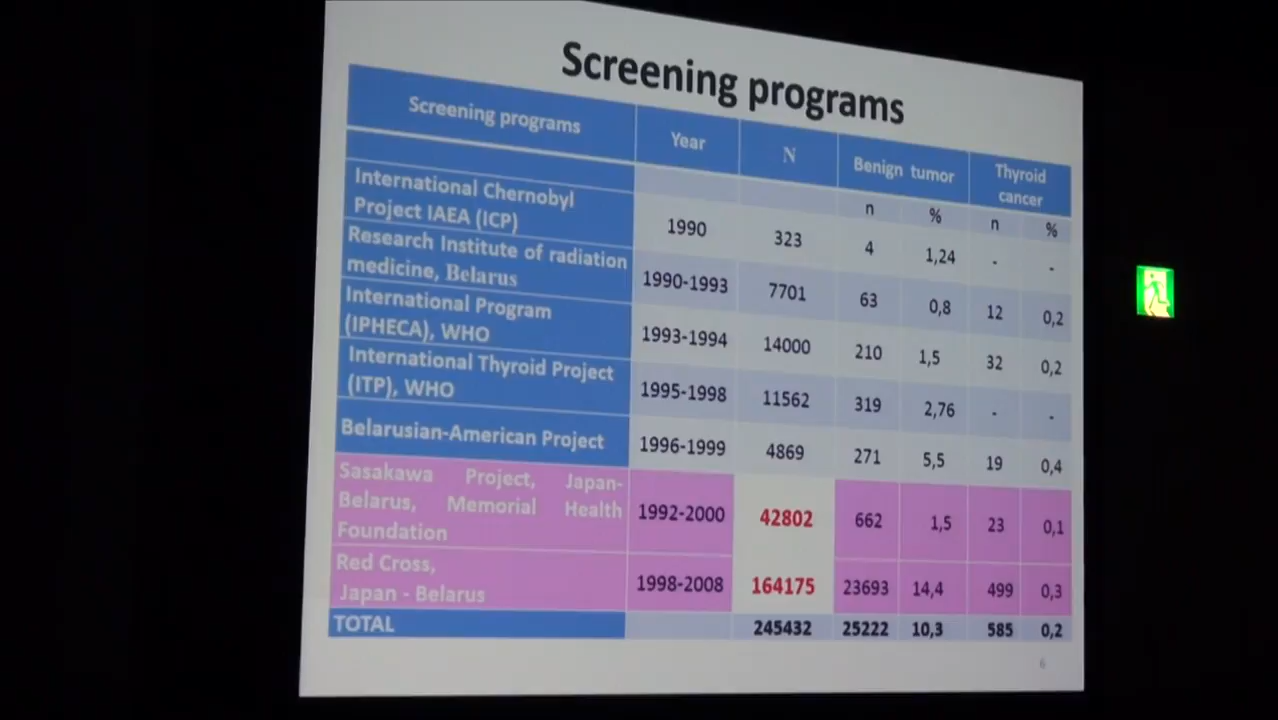 Screening programs
Screening programs Year N Benign tumor Thyroid
cancer
n % n %
International Chernobyl
Project IAEA (ICP) 1990 323 4 1,24 - -
Research Institute of radiation
medicine, Belarus 1990-1993 7701 63 0,8 12 0,2
International Program
(IPHECA), WHO 1993-1994 14000 210 1,5 32 0,2
International Thyroid Project
(ITP), WHO 1995-1998 11562 319 2,76 - -
Belarusian-American Project 1996-1999 4869 271 5,5 19 0,4
Sasakawa Project, Japan-
Belarus, Memorial Health
Foundation 1992-2000 42802 662 1,5 23 0,1
Red Cross,
Japan - Belarus 1998-2008 164175 23693 14,4 499 0,3
TOTAL 245432 25222 10,3 585 0,2
6